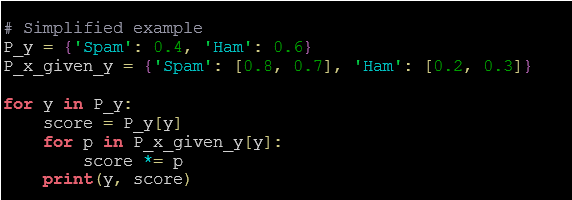 # Simplified example
P_y = {'Spam': 0.4, 'Ham': 0.6}
P_x_given_y = {'Spam': [0.8, 0.7], 'Ham': [0.2, 0.3]}

for y in P_y:
    score = P_y[y]
    for p in P_x_given_y[y]:
        score *= p
    print(y, score)